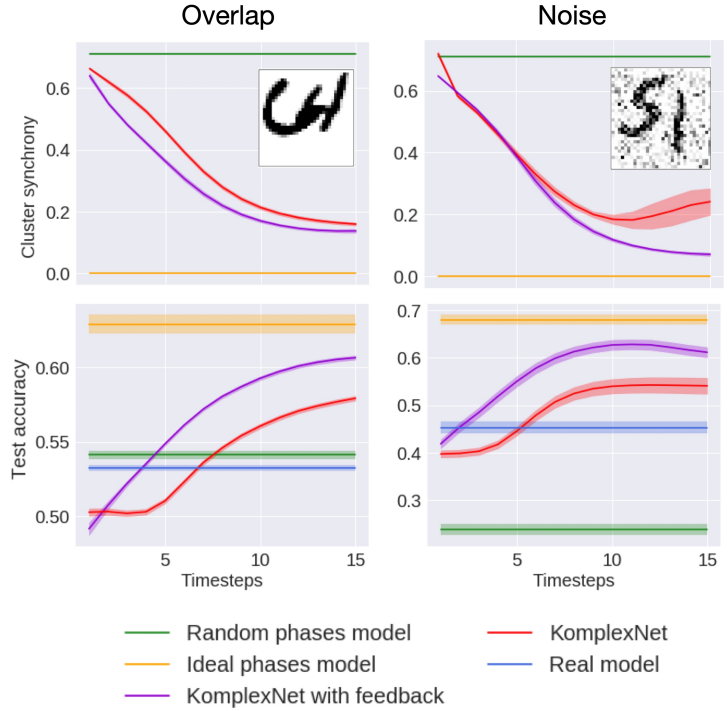 Overlap
Noise
Cluster synchrony
0.6
0.4
0.2
0.0
0.6
0.4
0.2
0.0
Test accuracy
0.60
0.55
0.50
0.7
0.6
0.5
0.4
0.3
5 10 15
5 10 15
Timesteps
Timesteps
Random phases model
KomplexNet
Ideal phases model
Real model
KomplexNet with feedback